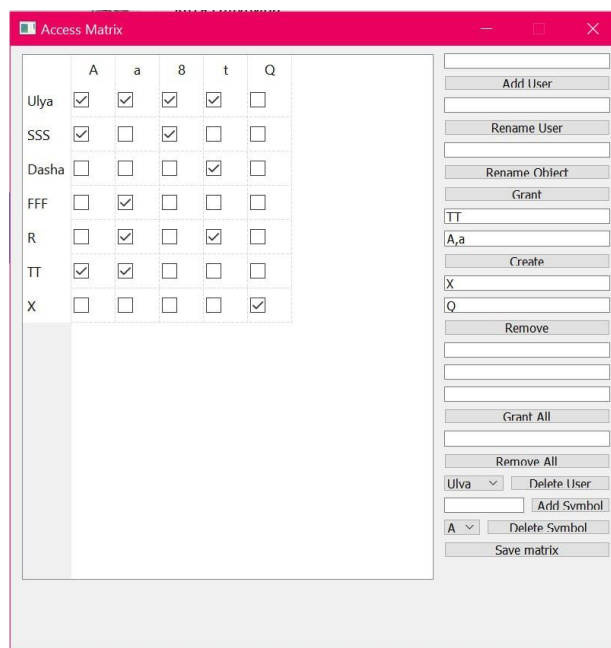 Access Matrix
A a 8 t Q
Ulya
SSS
Dasha
FFF
R
TT
X
Add User
Rename User
Rename Object
Grant
TT
A,a
Create
X
Q
Remove
Grant All
Remove All
Ulya Delete User
Add Symbol
A Delete Symbol
Save matrix